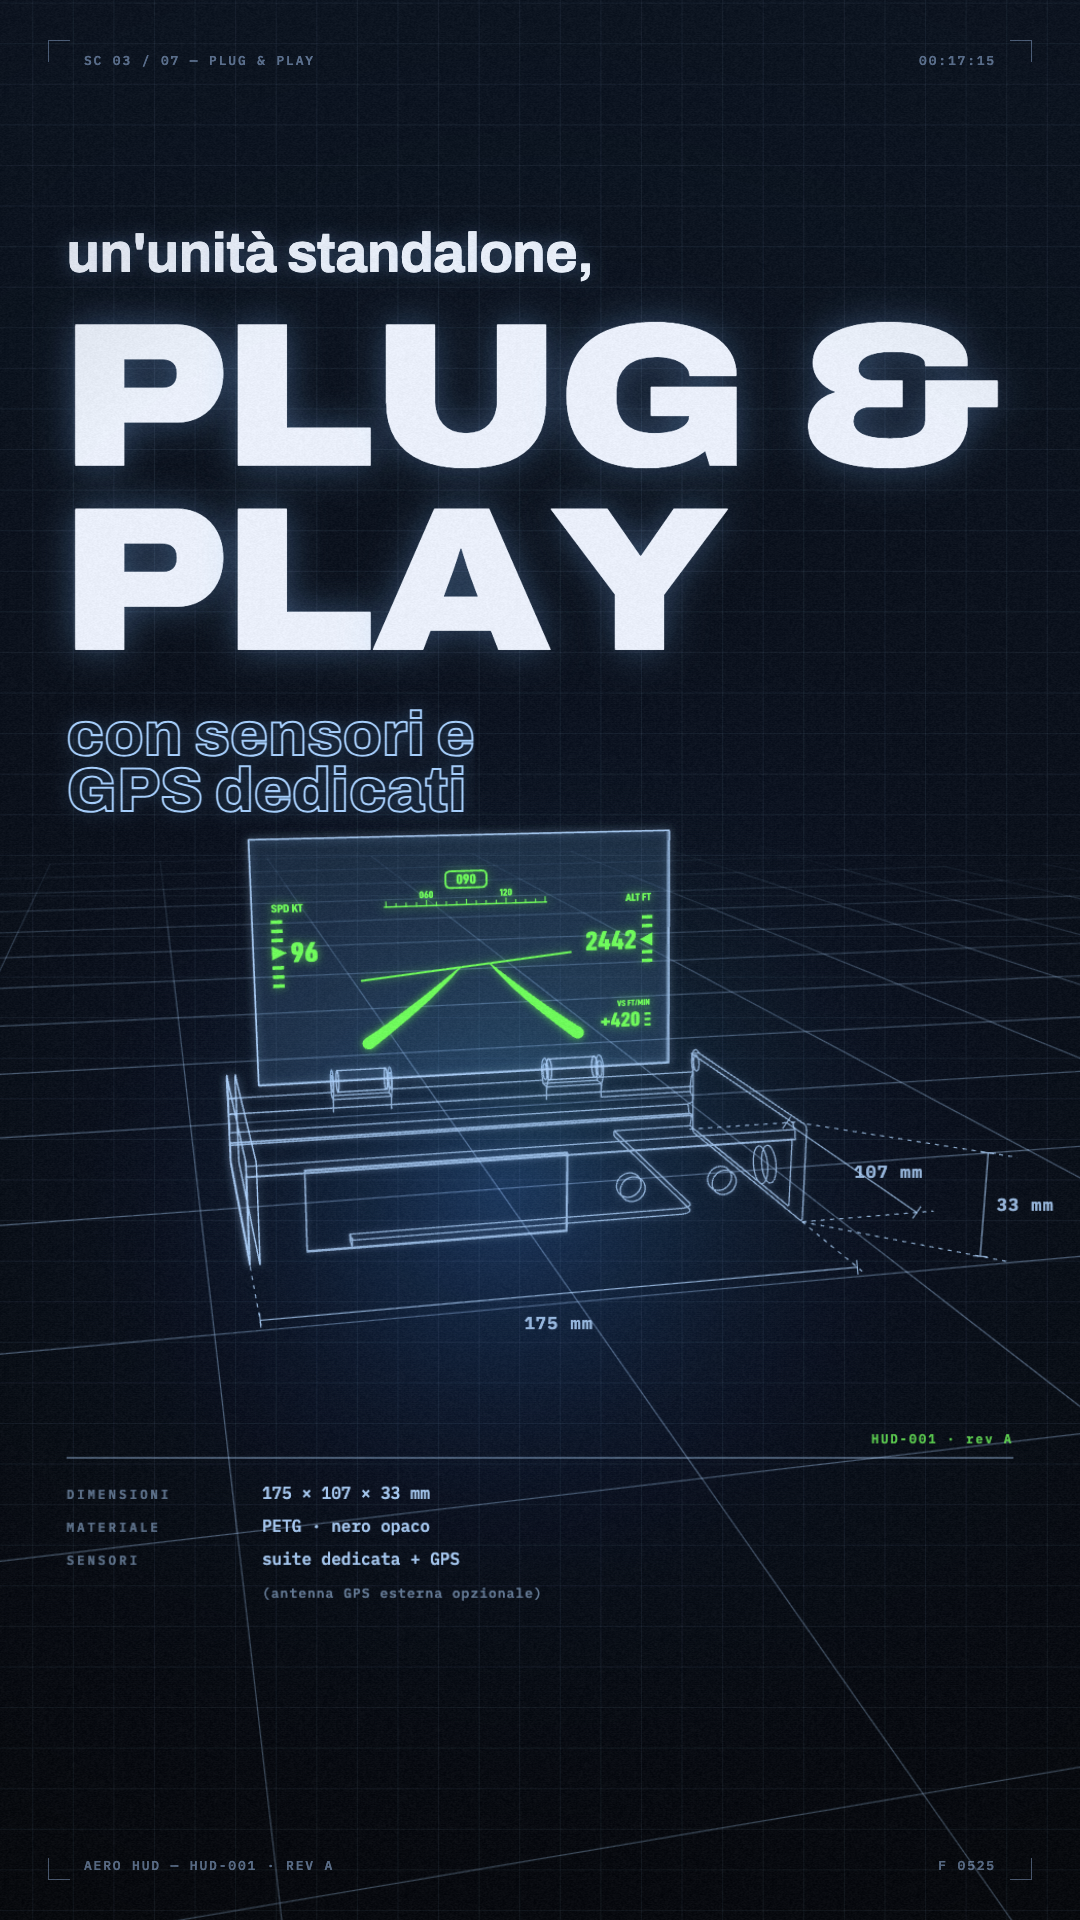 SC 03 / 07 — PLUG & PLAY
00:17:15
un'unità standalone,
PLUG &
PLAY
con sensori e
GPS dedicati
090
060
120
SPD KT
96
ALT FT
2442
VS FT/MIN
+420
107 mm
33 mm
175 mm
HUD-001 · rev A
DIMENSIONI 175 × 107 × 33 mm
MATERIALE PETG · nero opaco
SENSORI suite dedicata + GPS
(antenna GPS esterna opzionale)
AERO HUD — HUD-001 · REV A
F 0525